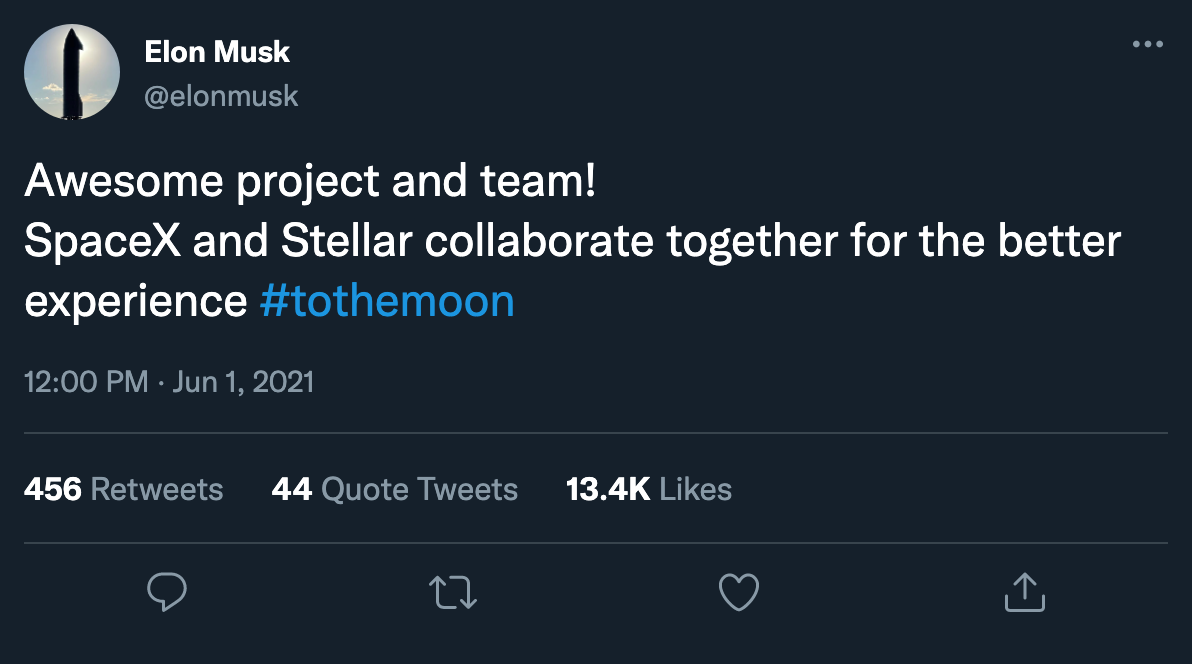 Elon Musk
@elonmusk
Awesome project and team!
SpaceX and Stellar collaborate together for the better
experience #tothemoon
12:00 PM · Jun 1, 2021
456 Retweets 44 Quote Tweets 13.4K Likes